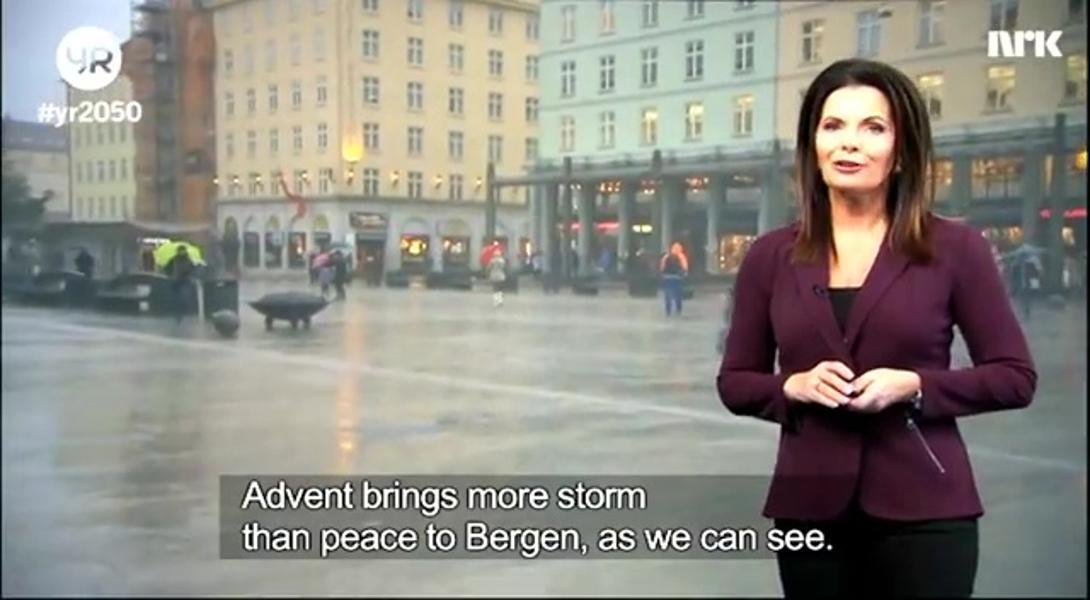 yR
nrk
#yr2050
Advent brings more storm
than peace to Bergen, as we can see.